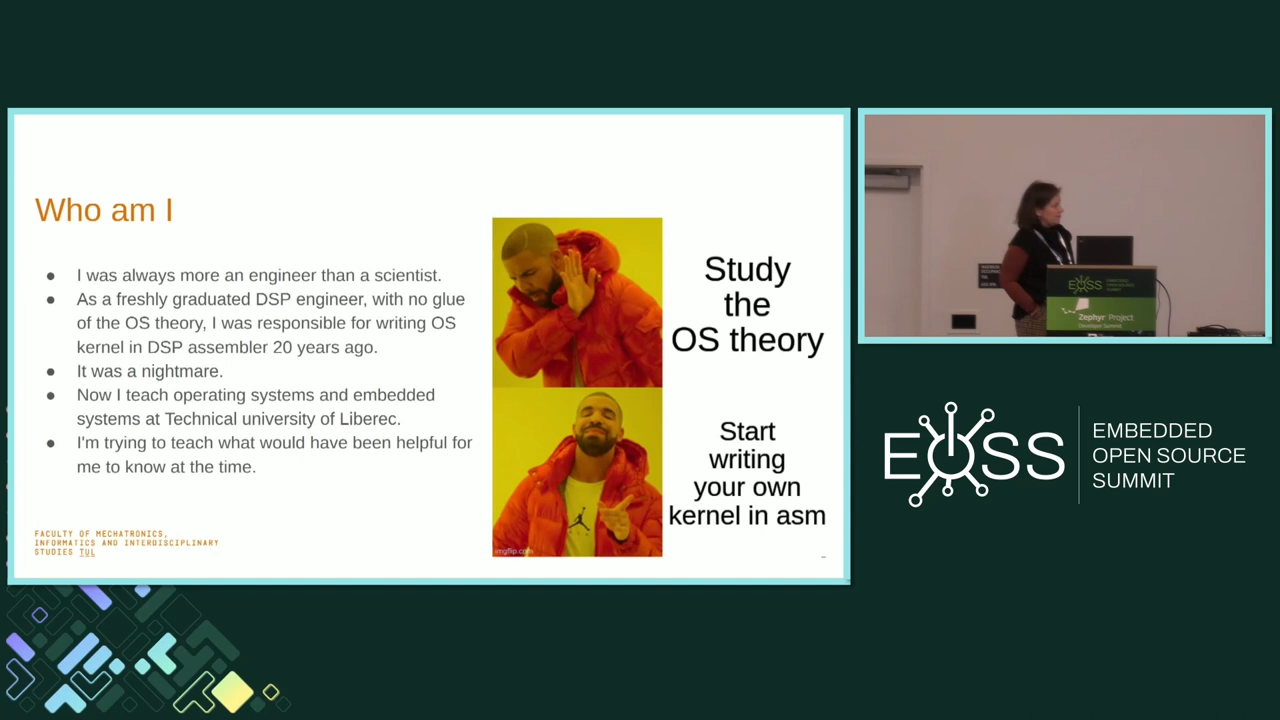 Who am I
● I was always more an engineer than a scientist.
● As a freshly graduated DSP engineer, with no glue
of the OS theory, I was responsible for writing OS
kernel in DSP assembler 20 years ago.
● It was a nightmare.
● Now I teach operating systems and embedded
systems at Technical university of Liberec.
● I'm trying to teach what would have been helpful for
me to know at the time.
FACULTY OF MECHATRONICS,
INFORMATICS AND INTERDISCIPLINARY
STUDIES TUL
Study
the
OS theory
Start
writing
your own
kernel in asm
imgflip.com
EOSS
Zephyr Project
Developer Summit
EOSS
EMBEDDED
OPEN SOURCE
SUMMIT